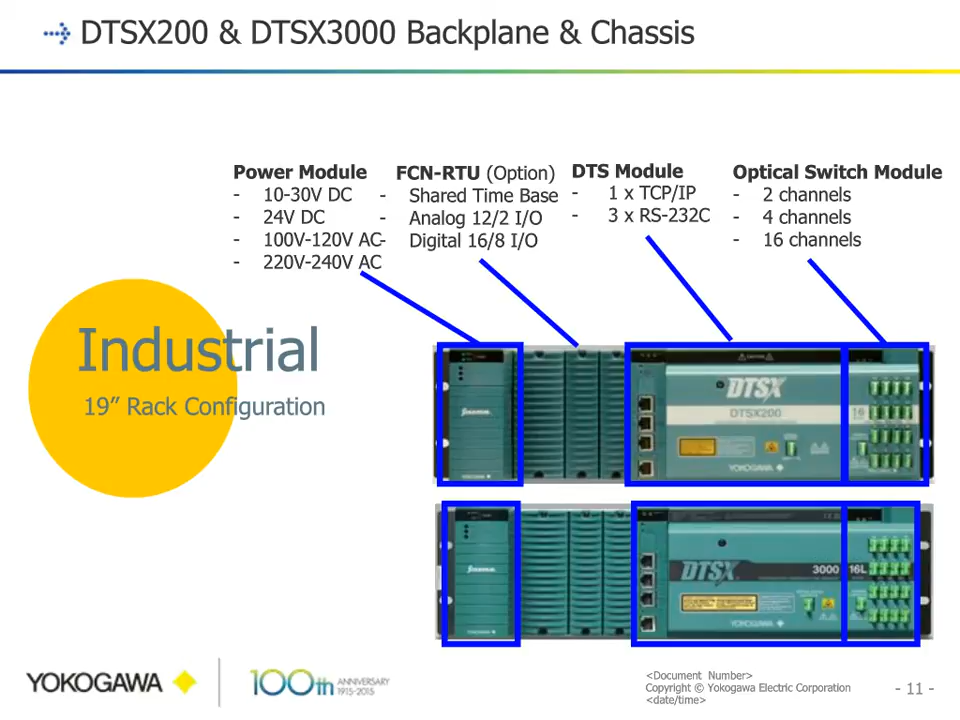 DTSX200 & DTSX3000 Backplane & Chassis
Power Module
- 10-30V DC
- 24V DC
- 100V-120V AC
- 220V-240V AC
FCN-RTU (Option)
- Shared Time Base
- Analog 12/2 I/O
- Digital 16/8 I/O
DTS Module
- 1 x TCP/IP
- 3 x RS-232C
Optical Switch Module
- 2 channels
- 4 channels
- 16 channels
Industrial
19” Rack Configuration
DTSX
DTSX200
16
YOKOGAWA
DTSX
3000 16L
YOKOGAWA
YOKOGAWA
100th ANNIVERSARY
1915-2015
<Document Number>
Copyright © Yokogawa Electric Corporation
<date/time>
- 11 -